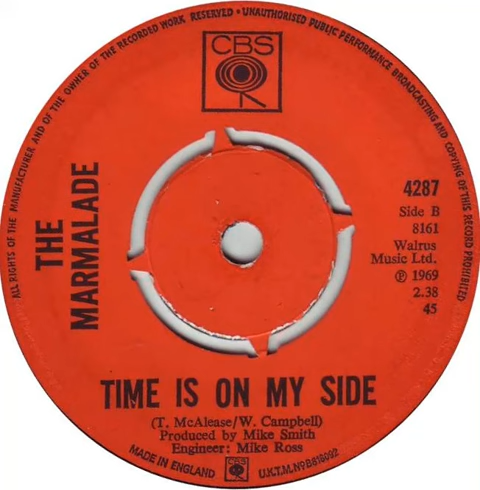 ALL RIGHTS OF THE MANUFACTURER AND OF THE OWNER OF THE RECORDED WORK RESERVED • UNAUTHORISED PUBLIC PERFORMANCE BROADCASTING AND COPYING OF THIS RECORD PROHIBITED
CBS
THE
MARMALADE
4287
Side B
8161
Walrus
Music Ltd.
℗ 1969
2.38
45
TIME IS ON MY SIDE
(T. McAlease/W. Campbell)
Produced by Mike Smith
Engineer: Mike Ross
MADE IN ENGLAND
CBS
U.K.T.M. No B816092